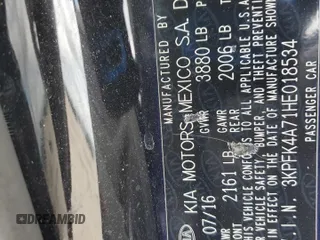 MANUFACTURED BY
KIA MOTORS MEXICO S.A. D
07/16 GVWR 3880 LB P
GAWR
2161 LB REAR 2006 LB T
THIS VEHICLE CONFORMS TO ALL APPLICABLE U.S.A.
VEHICLE SAFETY, BUMPER, AND THEFT PREVENTI
IN EFFECT ON THE DATE OF MANUFACTURE SHOWN
V. I. N. 3KPFK4A71HE018534
PASSENGER CAR
DREAMBID
.COM